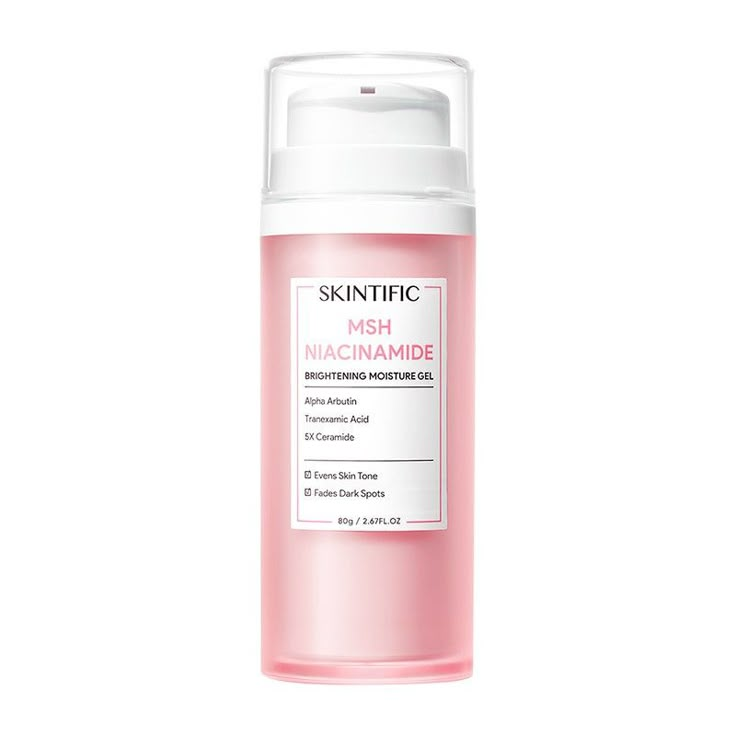 SKINTIFIC
MSH
NIACINAMIDE
BRIGHTENING MOISTURE GEL
Alpha Arbutin
Tranexamic Acid
5X Ceramide
☑ Evens Skin Tone
☑ Fades Dark Spots
80g / 2.67FL.OZ